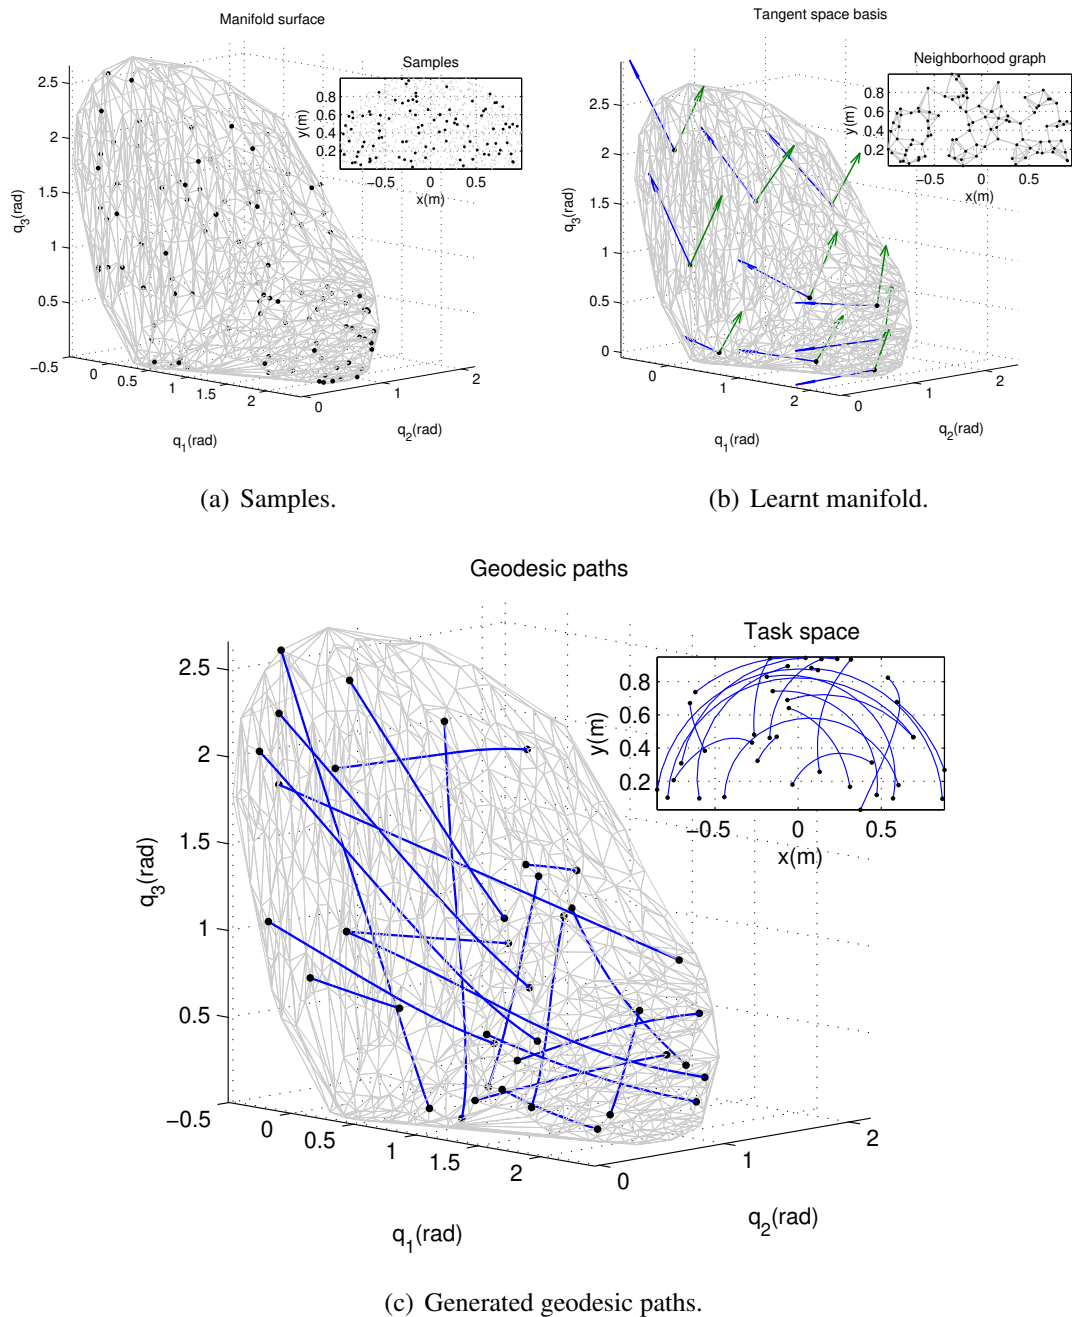 Manifold surface
Samples
0.8
0.6
0.4
0.2
y(m)
−0.5
0
0.5
x(m)
2.5
2
1.5
1
0.5
q3(rad)
−0.5
0
0.5
1
1.5
2
0
1
2
q1(rad)
q2(rad)
(a) Samples.
Tangent space basis
Neighborhood graph
0.8
0.6
0.4
0.2
y(m)
−0.5
0
0.5
x(m)
2.5
2
1.5
1
0.5
0
q3(rad)
0
1
2
0
1
2
q1(rad)
q2(rad)
(b) Learnt manifold.
Geodesic paths
Task space
0.8
0.6
0.4
0.2
y(m)
−0.5
0
0.5
x(m)
2.5
2
1.5
1
0.5
q3(rad)
−0.5
0
0.5
1
1.5
2
0
1
2
q1(rad)
q2(rad)
(c) Generated geodesic paths.